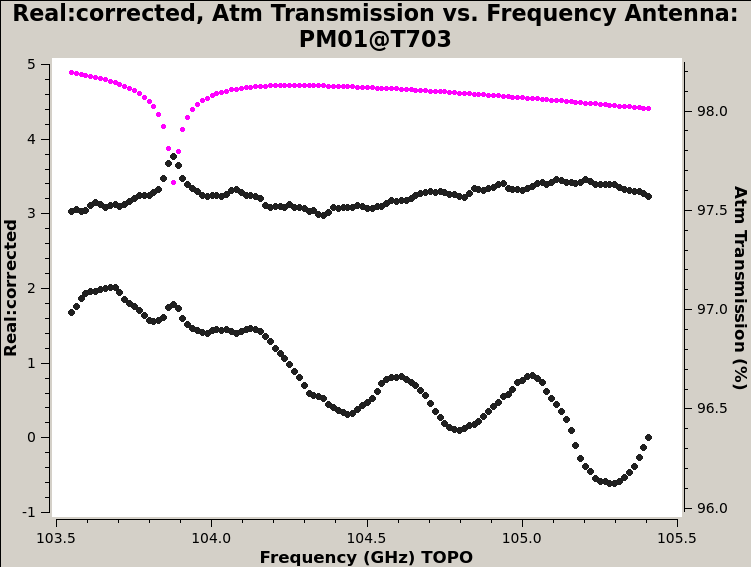 Real:corrected, Atm Transmission vs. Frequency Antenna:
PM01@T703
5
4
3
2
1
0
-1
Real:corrected
98.0
97.5
97.0
96.5
96.0
Atm Transmission (%)
103.5 104.0 104.5 105.0 105.5
Frequency (GHz) TOPO